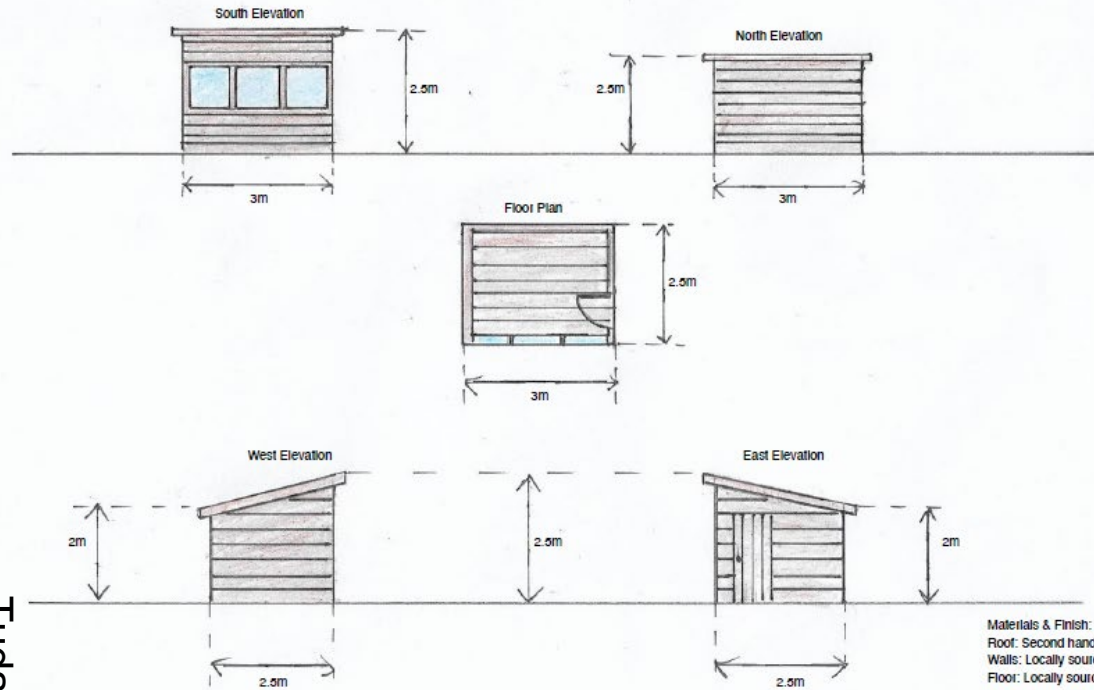 South Elevation
2.5m
3m
North Elevation
2.5m
3m
Floor Plan
2.5m
3m
West Elevation
2m
2.5m
2.5m
East Elevation
2m
2.5m
Materials & Finish:
Roof: Second hand
Walls: Locally
Floor: Locally